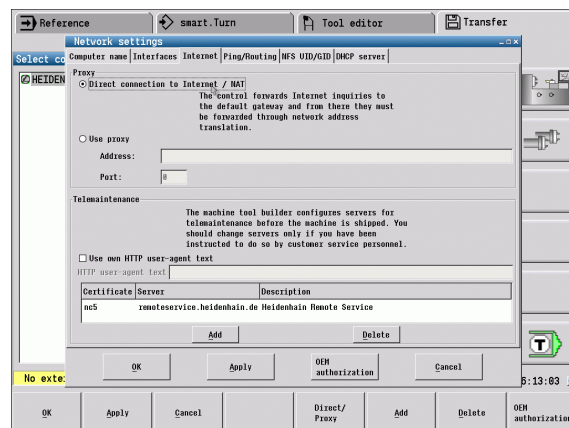 Reference
smart.Turn
Tool editor
Transfer
Network settings
Select co
Computer name Interfaces Internet Ping/Routing NFS UID/GID DHCP server
HEIDEN
Proxy
Direct connection to Internet / NAT
The control forwards Internet inquiries to
the default gateway and from there they must
be forwarded through network address
translation.
Use proxy
Address:
Port: 0
Telemaintenance
The machine tool builder configures servers for
telemaintenance before the machine is shipped. You
should change servers only if you have been
instructed to do so by customer service personnel.
Use own HTTP user-agent text
HTTP user-agent text
Certificate Server Description
nc5 remoteservice.heidenhain.de Heidenhain Remote Service
Add Delete
T
OK Apply OEM authorization Cancel
No exte
6:13:03
OK Apply Cancel Direct/ Proxy Add Delete OEM authorization